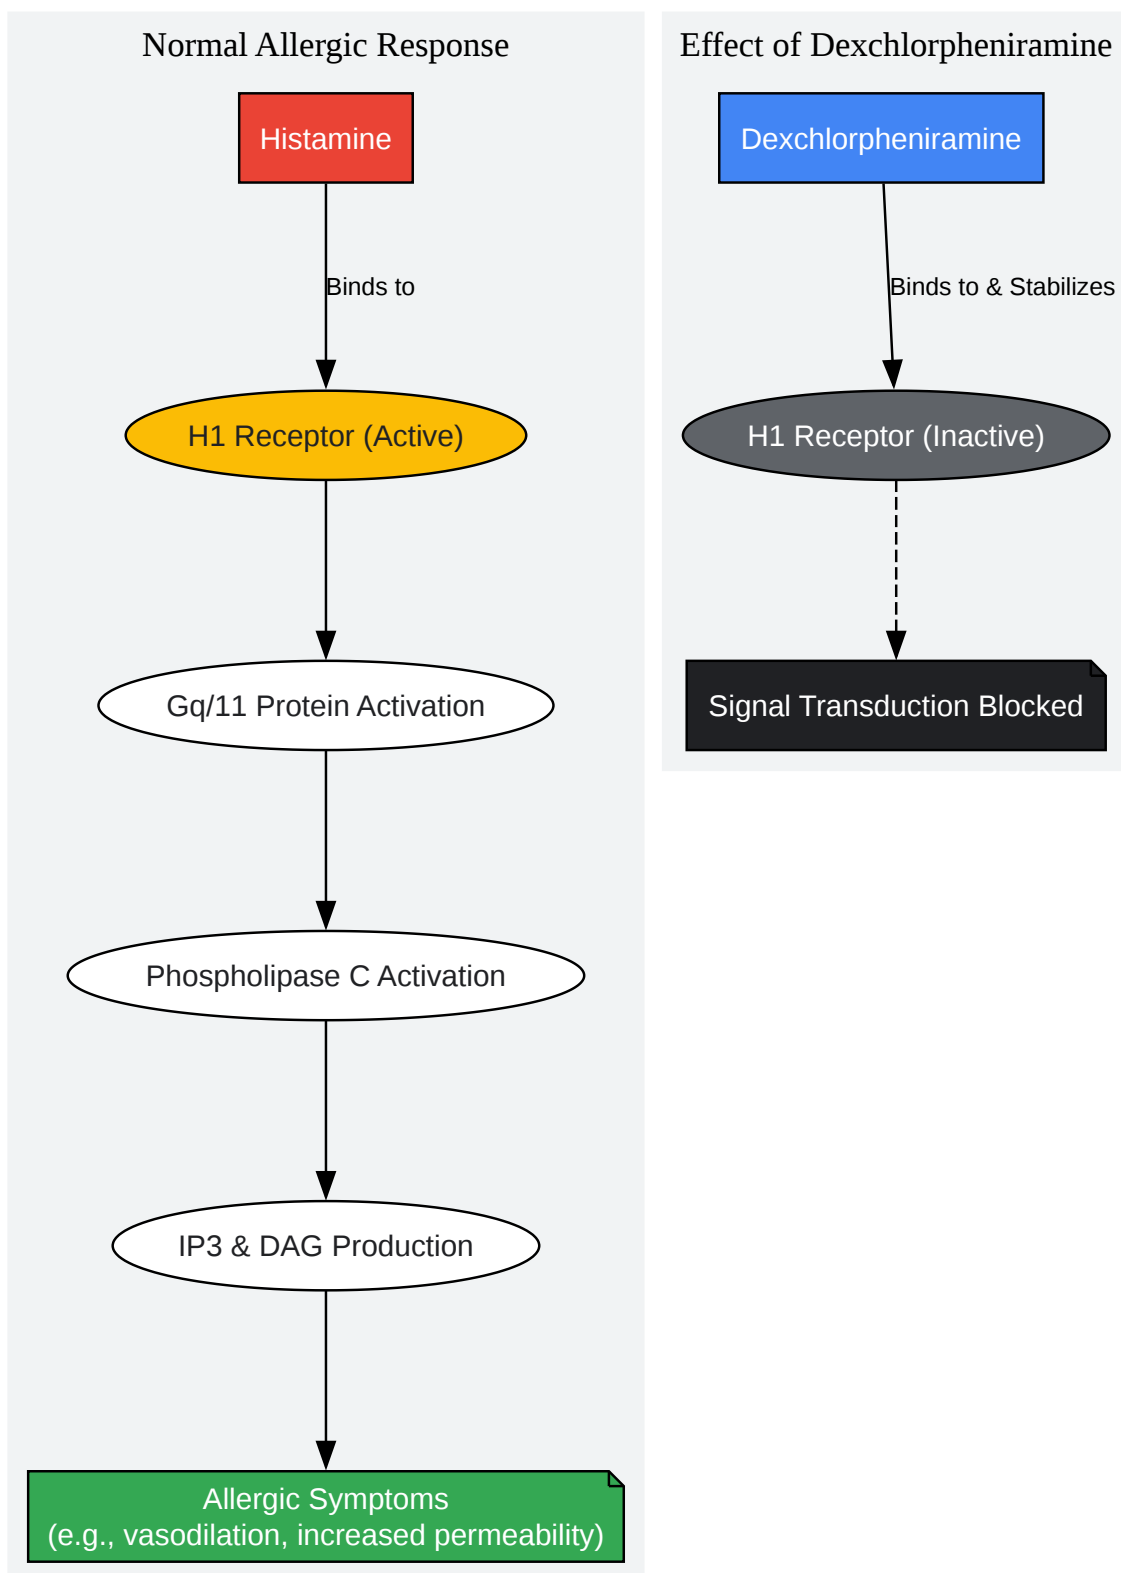 Normal Allergic Response
Histamine
Binds to
H1 Receptor (Active)
Gq/11 Protein Activation
Phospholipase C Activation
IP3 & DAG Production
Allergic Symptoms
(e.g., vasodilation, increased permeability)
Effect of Dexchlorpheniramine
Dexchlorpheniramine
Binds to & Stabilizes
H1 Receptor (Inactive)
Signal Transduction Blocked